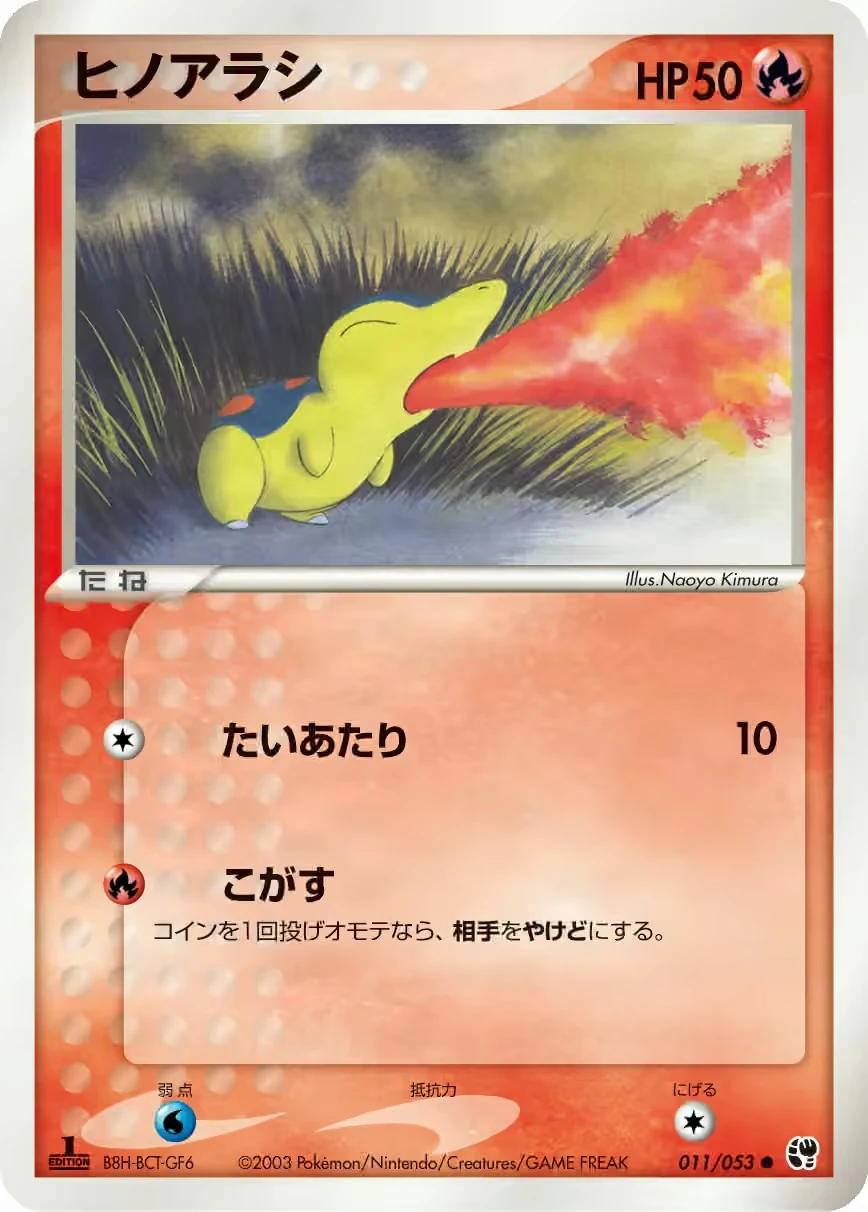 ヒノアラシ HP50
たね Illus.Naoyo Kimura
たいあたり 10
こがす
コインを1回投げオモテなら、相手をやけどにする。
弱点 抵抗力 にげる
1 EDITION B8H-BCT-GF6 ©2003 Pokémon/Nintendo/Creatures/GAME FREAK 011/053